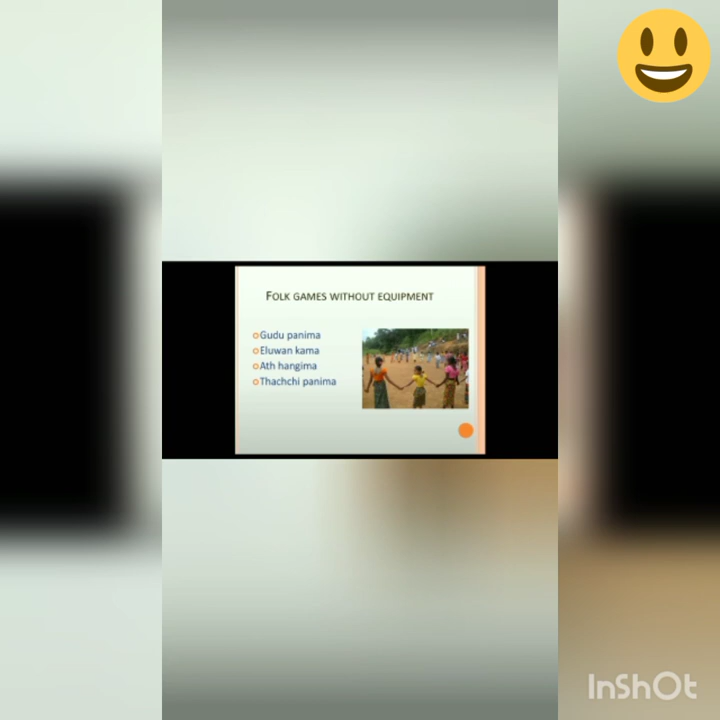 FOLK GAMES WITHOUT EQUIPMENT
Gudu panima
Eluwan kama
Ath hangima
Thachchi panima
InShOt